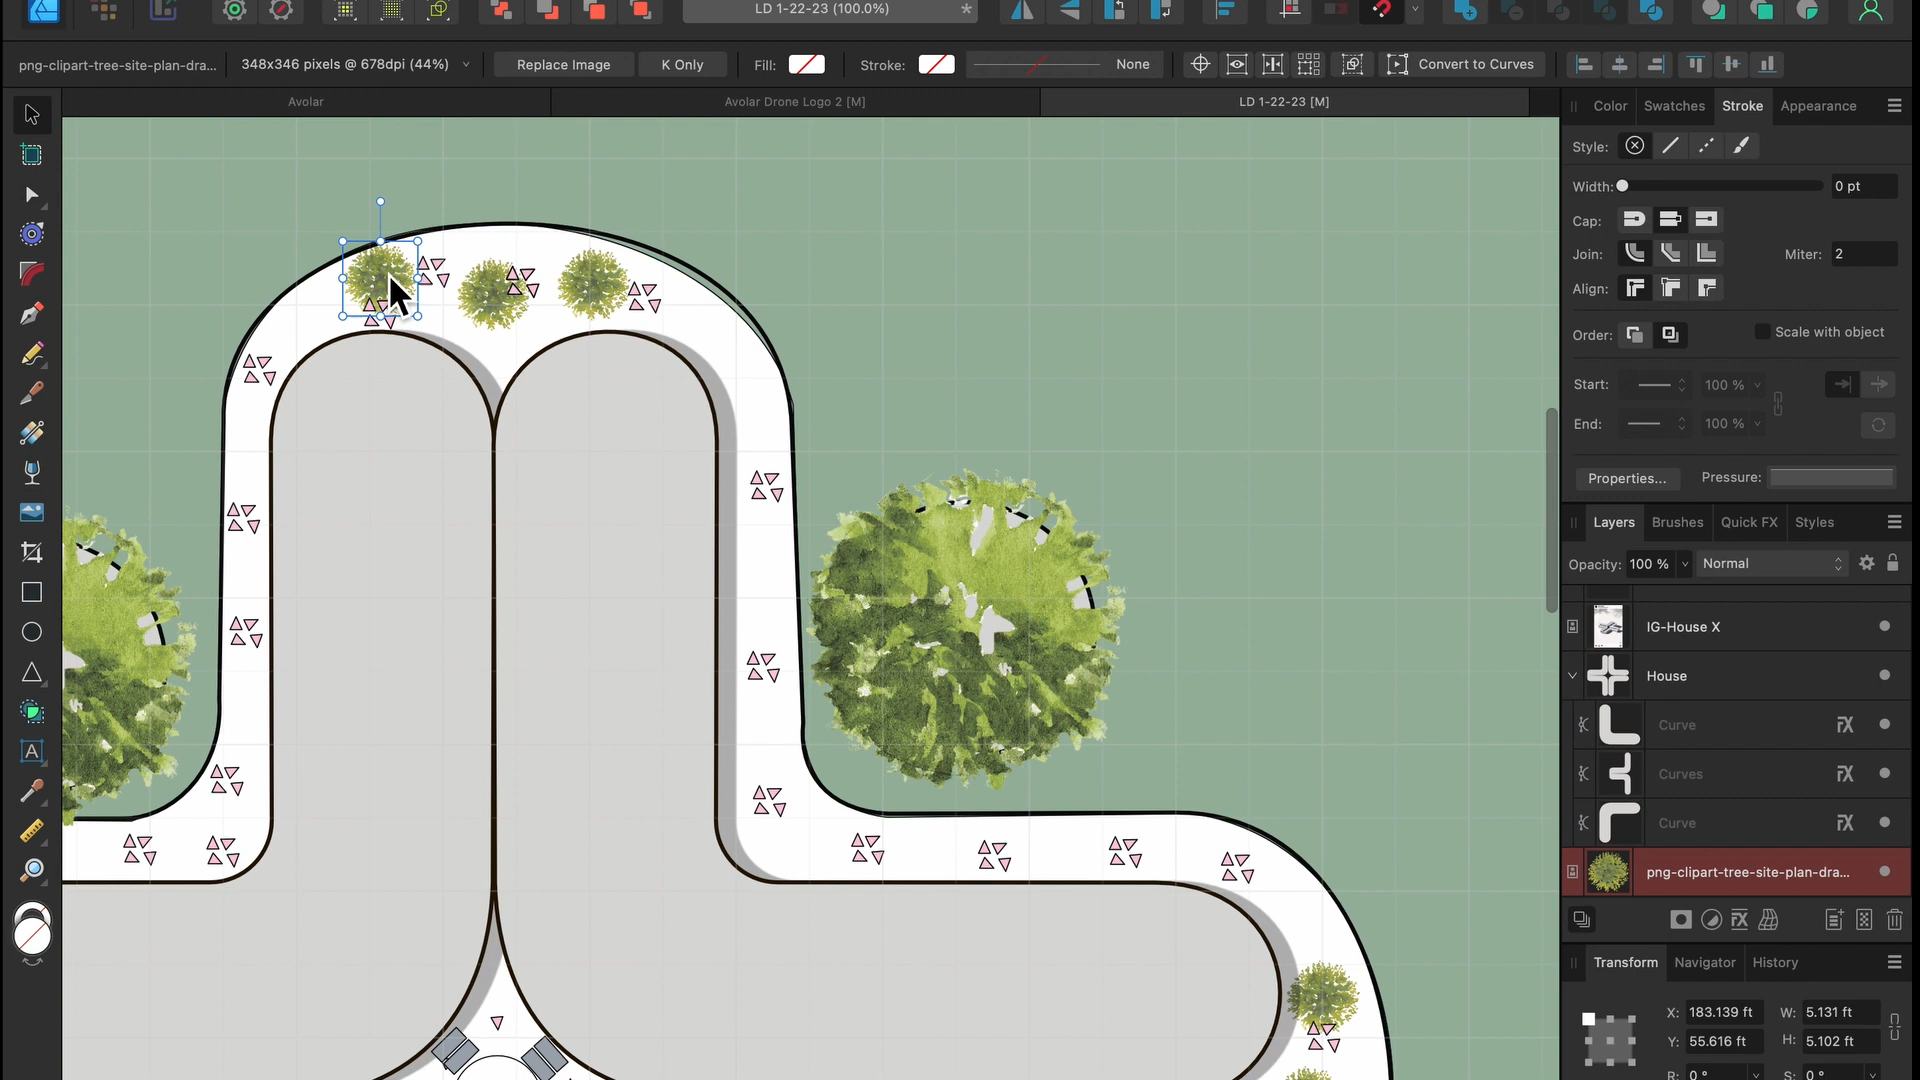 LD 1-22-23 (100.0%)
*
png-clipart-tree-site-plan-dra...
348x346 pixels @ 678dpi (44%)
Replace Image
K Only
Fill:
Stroke:
None
Convert to Curves
Avolar
Avolar Drone Logo 2 [M]
LD 1-22-23 [M]
Color
Swatches
Stroke
Appearance
Style:
Width:
0 pt
Cap:
Join:
Miter:
2
Align:
Order:
Scale with object
Start:
100 %
End:
100 %
Properties...
Pressure:
Layers
Brushes
Quick FX
Styles
Opacity:
100 %
Normal
IG-House X
House
Curve
FX
Curves
FX
Curve
FX
png-clipart-tree-site-plan-dra...
FX
Transform
Navigator
History
X:
183.139 ft
W:
5.131 ft
Y:
55.616 ft
H:
5.102 ft
R:
0 °
S:
0 °
A